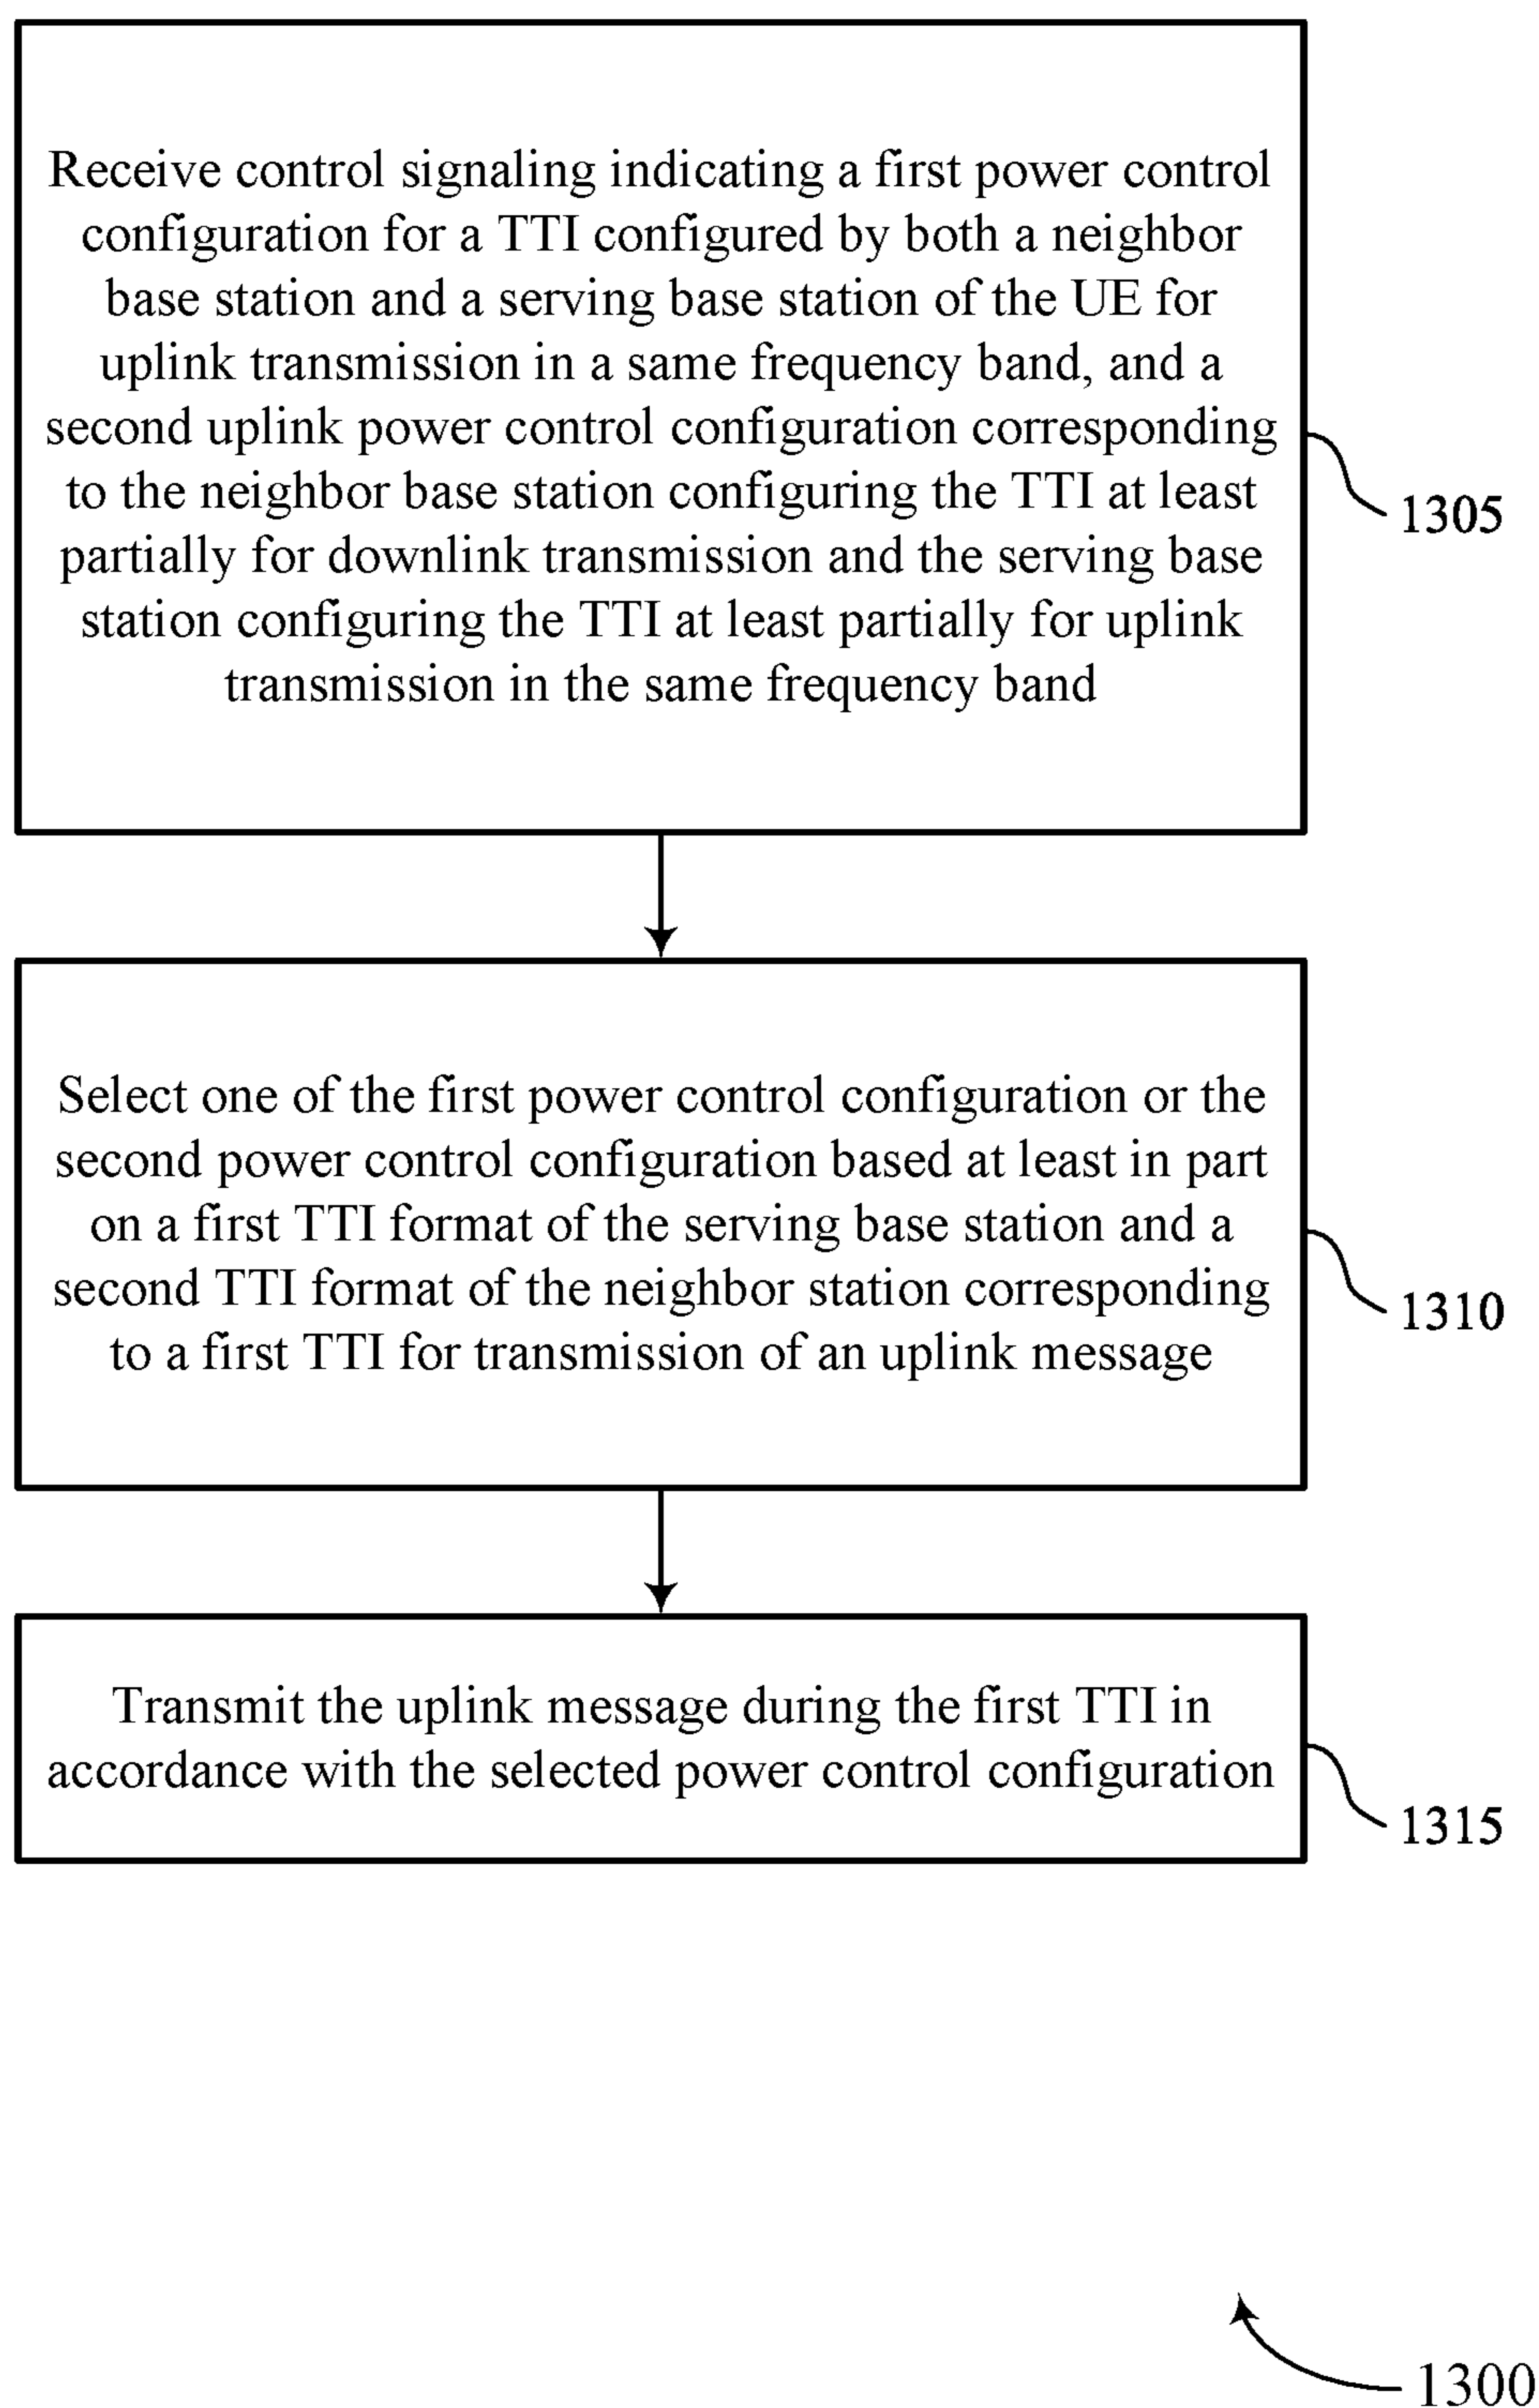 Receive control signaling indicating a first power control
configuration for a TTI configured by both a neighbor
base station and a serving base station of the UE for
uplink transmission in a same frequency band, and a
second uplink power control configuration corresponding
to the neighbor base station configuring the TTI at least
partially for downlink transmission and the serving base
station configuring the TTI at least partially for uplink
transmission in the same frequency band
1305
Select one of the first power control configuration or the
second power control configuration based at least in part
on a first TTI format of the serving base station and a
second TTI format of the neighbor station corresponding
to a first TTI for transmission of an uplink message
1310
Transmit the uplink message during the first TTI in
accordance with the selected power control configuration
1315
1300